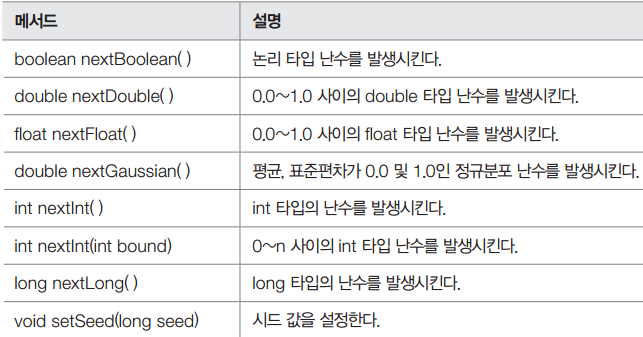 메서드 설명
boolean nextBoolean( ) 논리 타입 난수를 발생시킨다.
double nextDouble( ) 0.0~1.0 사이의 double 타입 난수를 발생시킨다.
float nextFloat( ) 0.0~1.0 사이의 float 타입 난수를 발생시킨다.
double nextGaussian( ) 평균, 표준편차가 0.0 및 1.0인 정규분포 난수를 발생시킨다.
int nextInt( ) int 타입의 난수를 발생시킨다.
int nextInt(int bound) 0~n 사이의 int 타입 난수를 발생시킨다.
long nextLong( ) long 타입의 난수를 발생시킨다.
void setSeed(long seed) 시드 값을 설정한다.